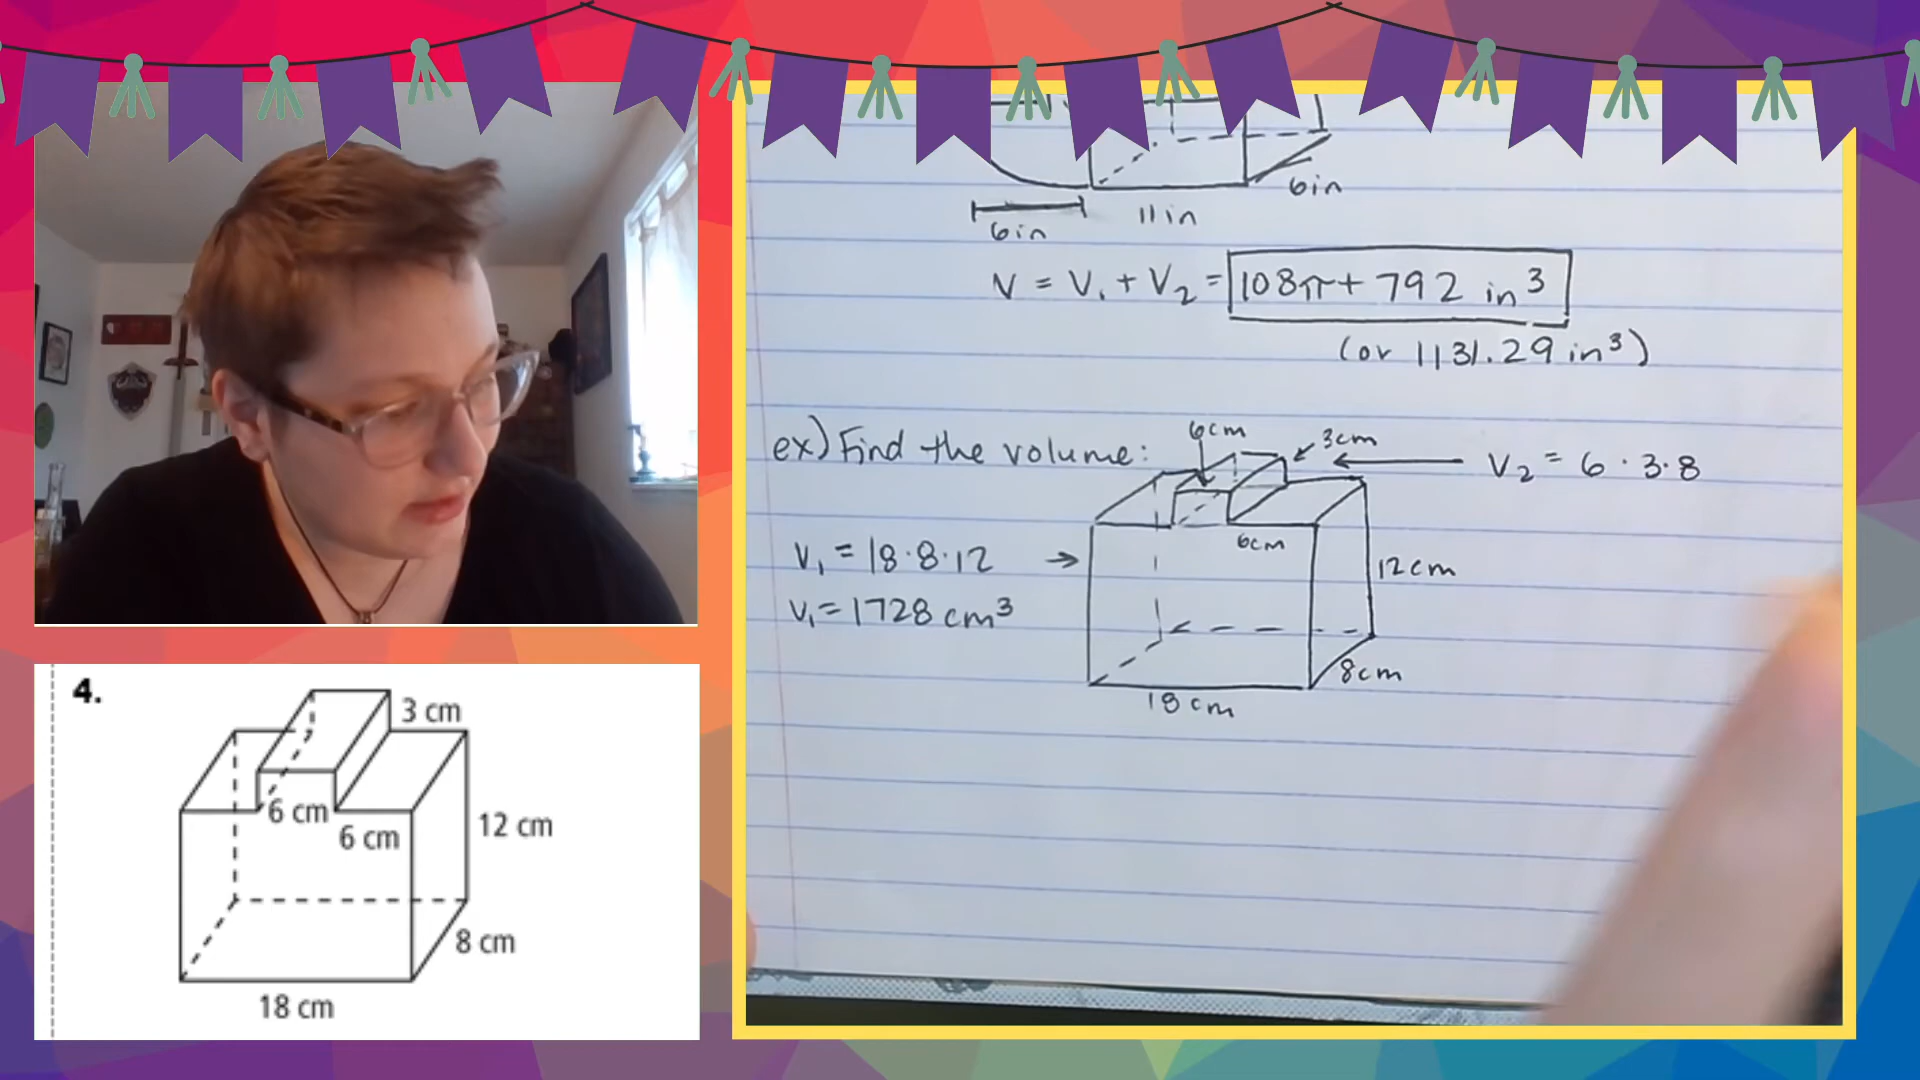 6in
11in
6in
V = V₁ + V₂ = 108π + 792 in³
(or 1131.29 in³)
ex) Find the volume:
6cm
3cm
V₂ = 6 · 3 · 8
6cm
V₁ = 18 · 8 · 12
12cm
V₁ = 1728 cm³
8cm
18cm
4.
3 cm
6 cm
6 cm
12 cm
8 cm
18 cm